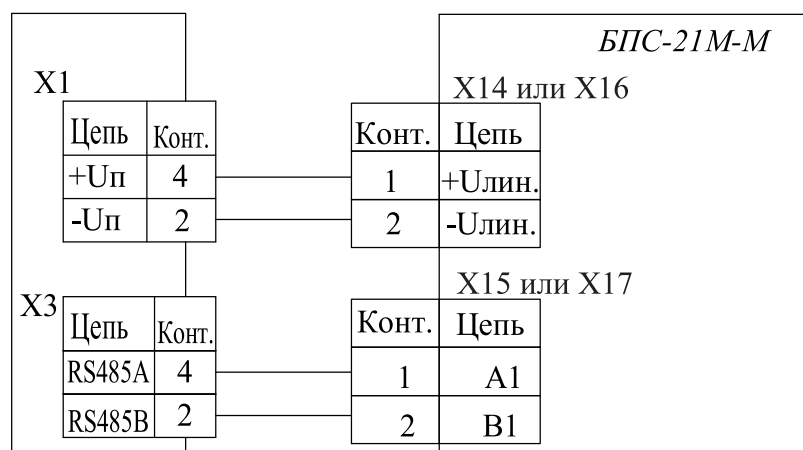 БПС-21М-М
X1
X14 или X16
Цепь Конт.
Конт. Цепь
+Uп 4
1 +Uлин.
-Uп 2
2 -Uлин.
X3
X15 или X17
Цепь Конт.
Конт. Цепь
RS485A 4
1 A1
RS485B 2
2 B1